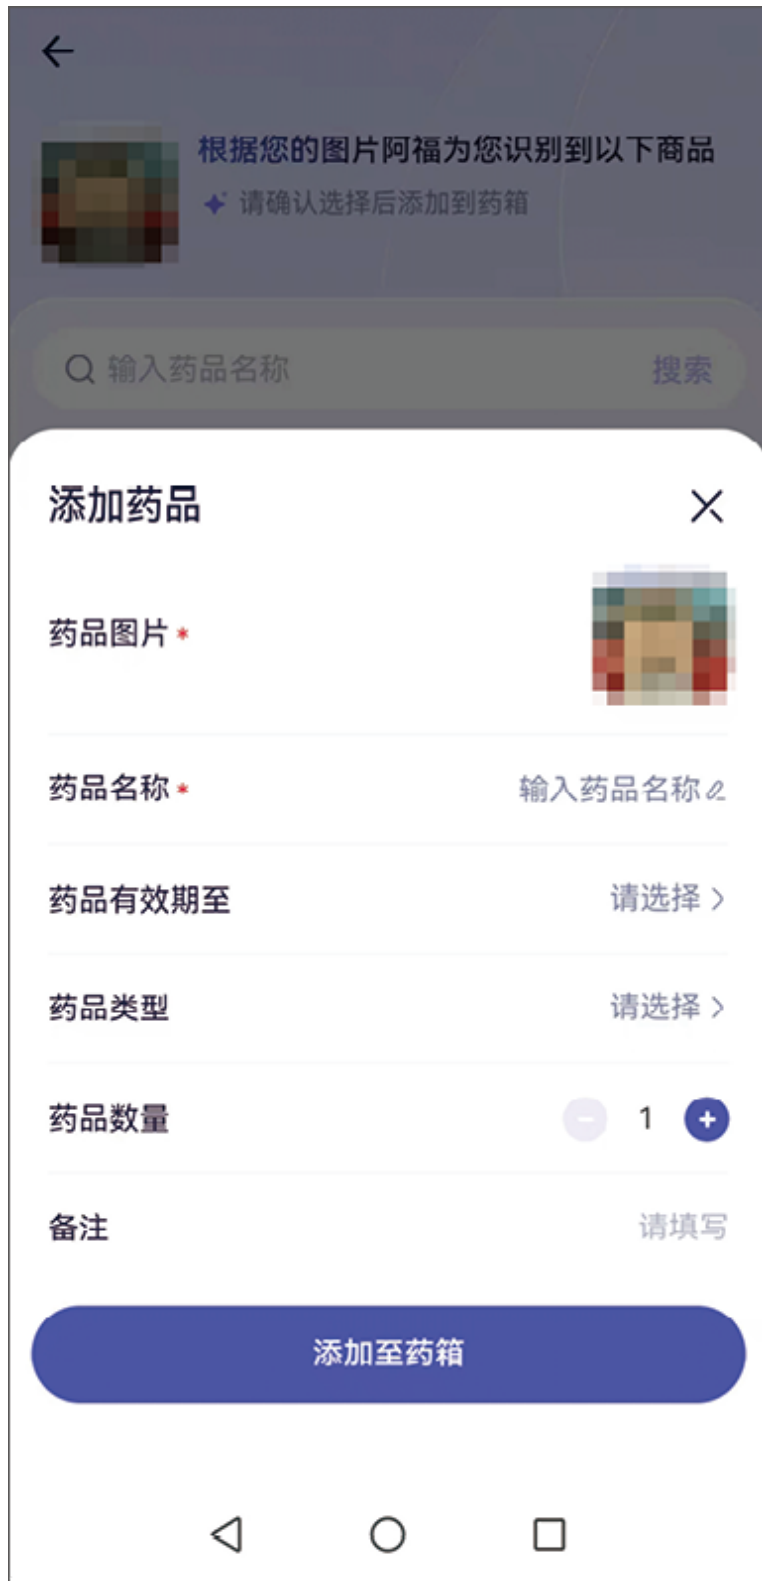 根据您的图片阿福为您识别到以下商品
请确认选择后添加到药箱
输入药品名称 搜索
添加药品
药品图片*
药品名称* 输入药品名称
药品有效期至 请选择
药品类型 请选择
药品数量 1
备注 请填写
添加至药箱